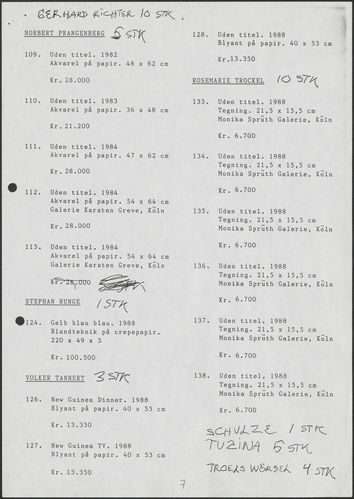 . GERHARD RICHTER 10 STK.
NORBERT PRANGENBERG 5 STK
109. Uden titel. 1982
Akvarel på papir. 48 x 62 cm
Kr. 28.000
110. Uden titel. 1983
Akvarel på papir. 36 x 48 cm
Kr. 21.200
111. Uden titel. 1984
Akvarel på papir. 47 x 62 cm
Kr. 28.000
112. Uden titel. 1984
Akvarel på papir. 54 x 64 cm
Galerie Karsten Greve, Köln
Kr. 28.000
113. Uden titel. 1984
Akvarel på papir. 54 x 64 cm
Galerie Karsten Greve, Köln
Kr. 28,000
STEPHAN RUNGE 1 STK
124. Gelb blau blau. 1988
Blandteknik på crepepapir.
220 x 49 x 3
Kr. 100.500
VOLKER TANNERT 3 STK
126. New Guinea Dinner. 1988
Blyant på papir. 40 x 53 cm
Kr. 13.350
127. New Guinea TV. 1988
Blyant på papir. 40 x 53 cm
Kr. 13.350
128. Uden titel. 1988
Blyant på papir. 40 x 53 cm
Kr.13.350
ROSEMARIE TROCKEL 10 STK
133. Uden titel. 1988
Tegning. 21,5 x 15,5 cm
Monika Sprüth Galerie, Köln
Kr. 6.700
134. Uden titel. 1988
Tegning. 21,5 x 15,5 cm
Monika Sprüth Galerie, Köln
Kr. 6.700
135. Uden titel. 1988
Tegning. 21,5 x 15,5 cm
Monika Sprüth Galerie, Köln
Kr. 6.700
136. Uden titel. 1988
Tegning. 21,5 x 15,5 cm
Monika Sprüth Galerie, Köln
Kr. 6.700
137. Uden titel. 1988
Tegning. 21,5 x 15,5 cm
Monika Sprüth Galerie, Köln
Kr. 6.700
138. Uden titel. 1988
Tegning. 21,5 x 15,5 cm
Monika Sprüth Galerie, Köln
Kr. 6.700
SCHULZE 1 STK
TUZINA 5 STK
TROELS WÖRSEL 4 STK
7